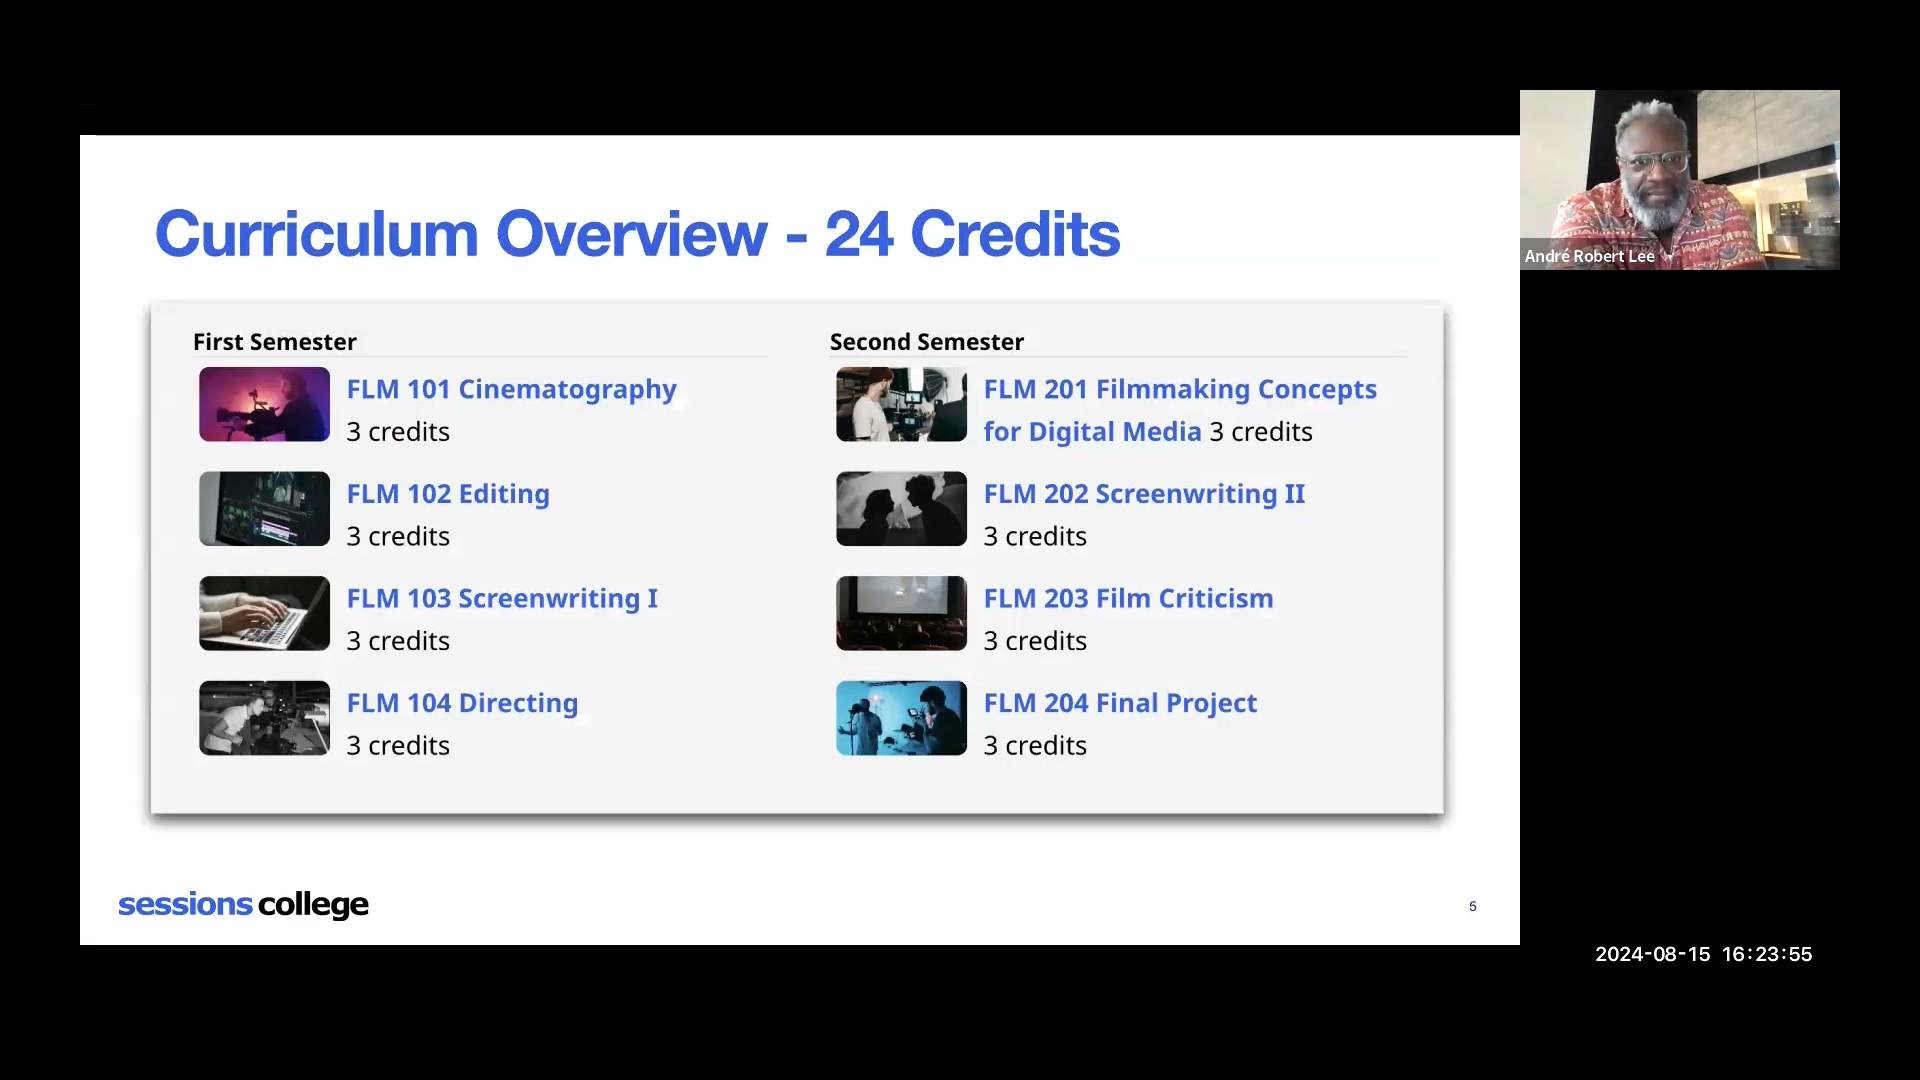 Curriculum Overview - 24 Credits
First Semester
FLM 101 Cinematography
3 credits
FLM 102 Editing
3 credits
FLM 103 Screenwriting I
3 credits
FLM 104 Directing
3 credits
Second Semester
FLM 201 Filmmaking Concepts
for Digital Media 3 credits
FLM 202 Screenwriting II
3 credits
FLM 203 Film Criticism
3 credits
FLM 204 Final Project
3 credits
sessions college
5
André Robert Lee
2024-08-15 16:23:55